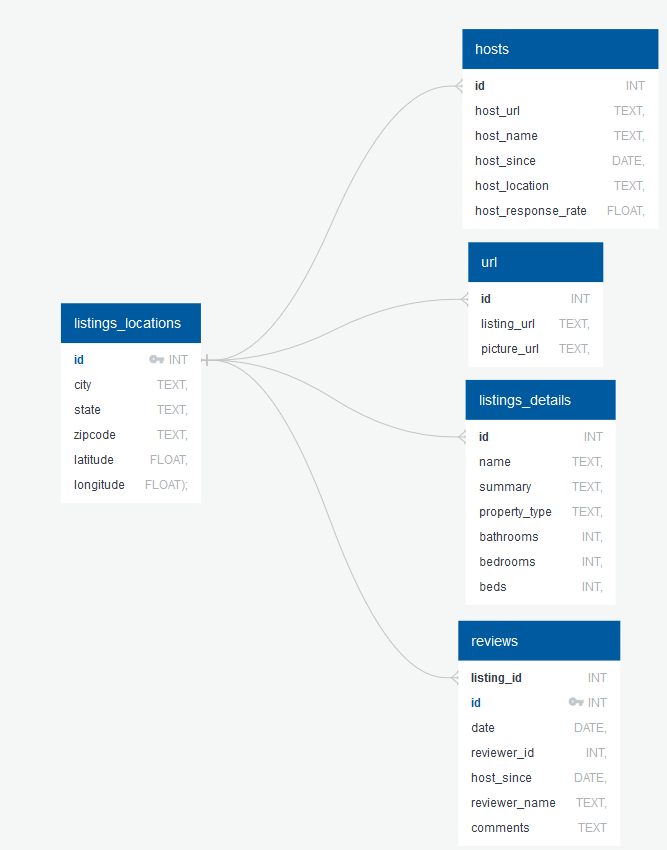 hosts
id INT
host_url TEXT,
host_name TEXT,
host_since DATE,
host_location TEXT,
host_response_rate FLOAT,
url
id INT
listing_url TEXT,
picture_url TEXT,
listings_locations
id INT
city TEXT,
state TEXT,
zipcode TEXT,
latitude FLOAT,
longitude FLOAT);
listings_details
id INT
name TEXT,
summary TEXT,
property_type TEXT,
bathrooms INT,
bedrooms INT,
beds INT,
reviews
listing_id INT
id INT
date DATE,
reviewer_id INT,
host_since DATE,
reviewer_name TEXT,
comments TEXT